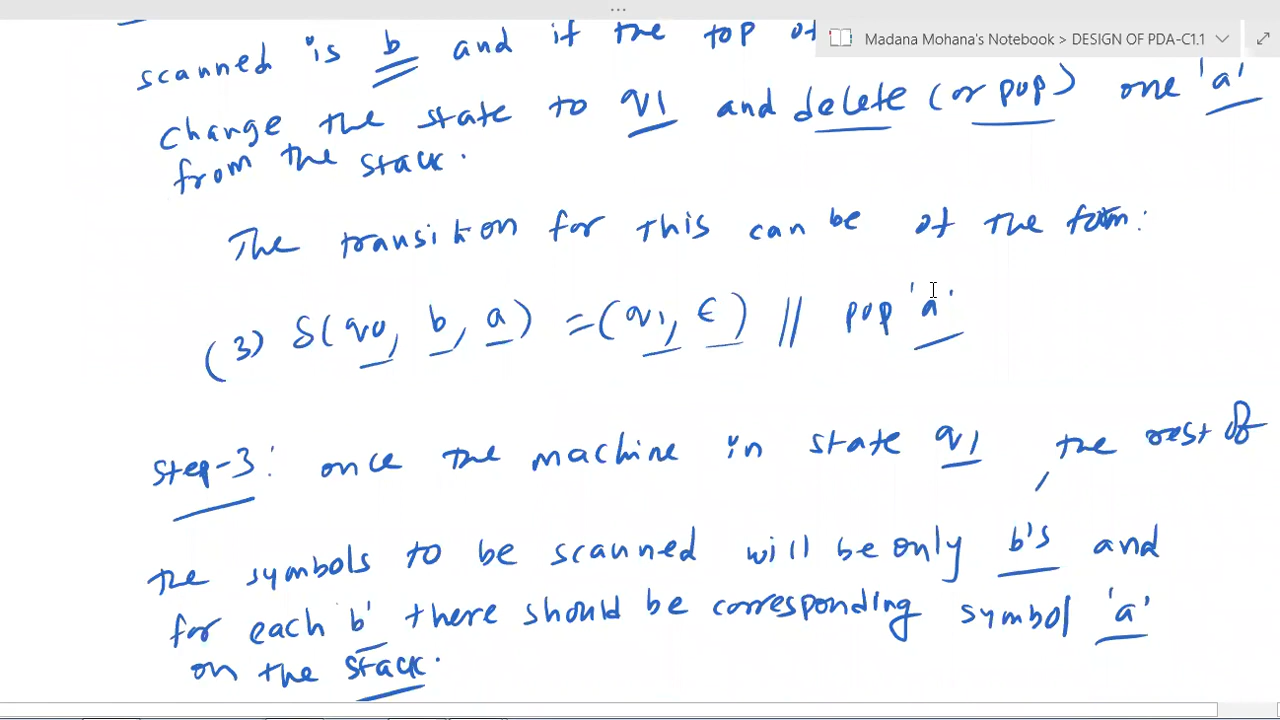 ...
scanned is b and if the top of
Madana Mohana's Notebook > DESIGN OF PDA-C1.1
change the state to q1 and delete (or pop) one 'a'
from the stack.
The transition for this can be of the form:
(3) δ(q0, b, a) = (q1, ϵ) // pop 'a'
Step-3: once the machine in state q1, the rest of
the symbols to be scanned will be only b's and
for each b' there should be corresponding symbol 'a'
on the stack.